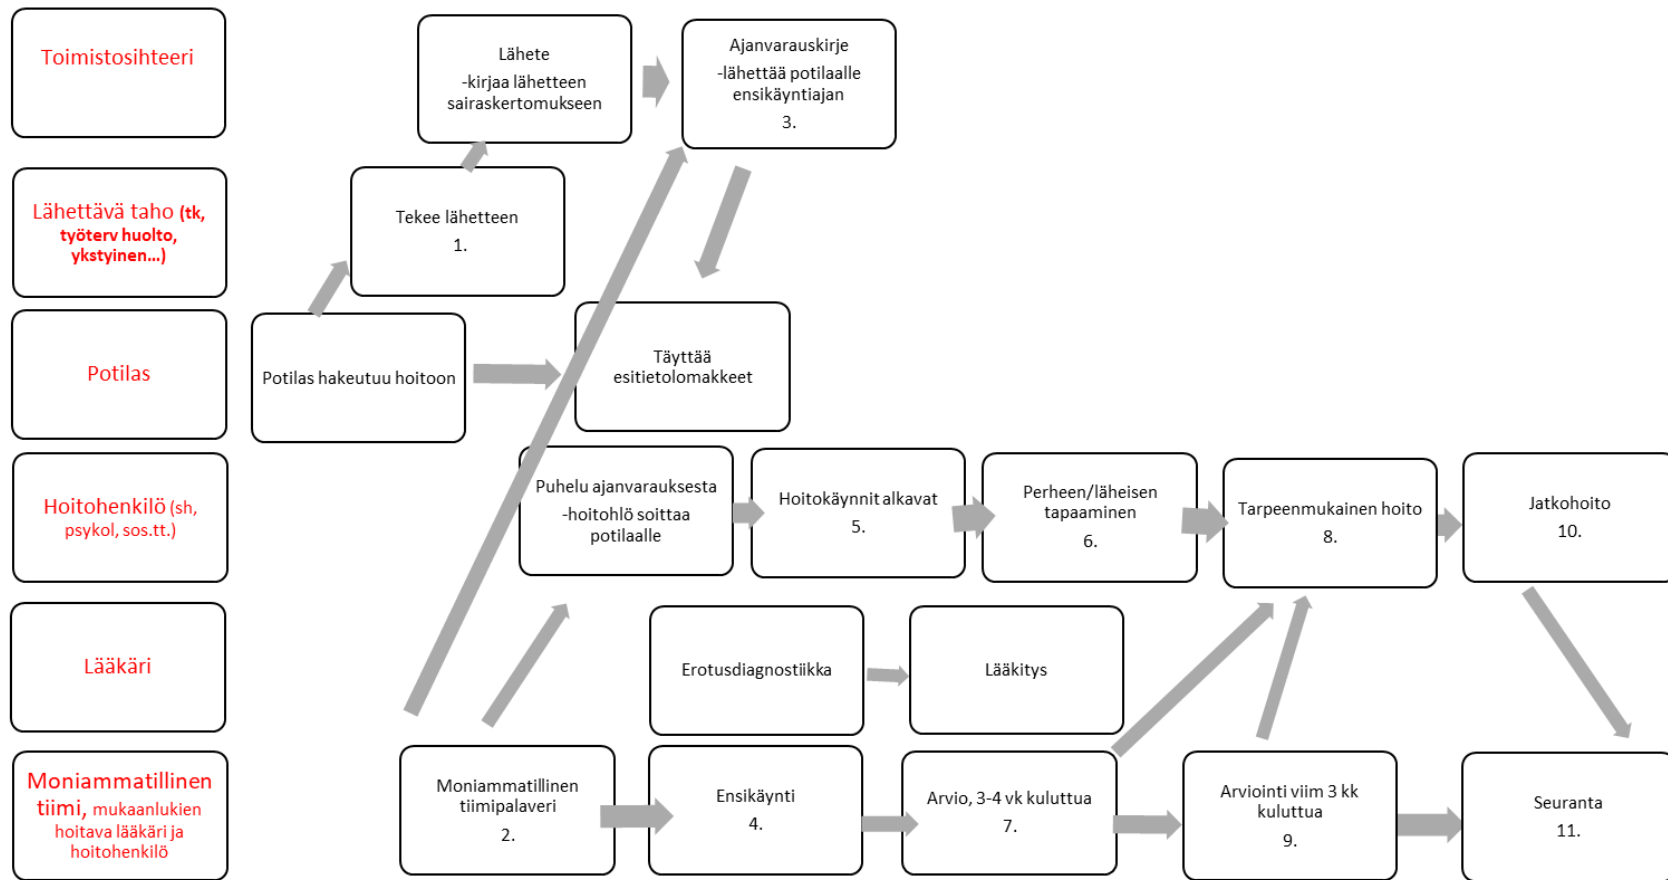 Toimistosihteeri
Lähete
-kirjaa lähetteen
sairaskertomukseen
Ajanvarauskirje
-lähettää potilaalle
ensikäyntiajan
3.
Lähettävä taho (tk,
työterv huolto,
ykstyinen...)
Tekee lähetteen
1.
Potilas
Potilas hakeutuu hoitoon
Täyttää
esitietolomakkeet
Hoitohenkilö (sh,
psykol, sos.tt.)
Puhelu ajanvarauksesta
-hoitohlö soittaa
potilaalle
Hoitokäynnit alkavat
5.
Perheen/läheisen
tapaaminen
6.
Tarpeenmukainen hoito
8.
Jatkohoito
10.
Lääkäri
Erotusdiagnostiikka
Lääkitys
Moniammatillinen
tiimi, mukaanlukien
hoitava lääkäri ja
hoitohenkilö
Moniammatillinen
tiimipalaveri
2.
Ensikäynti
4.
Arvio, 3-4 vk kuluttua
7.
Arviointi viim 3 kk
kuluttua
9.
Seuranta
11.